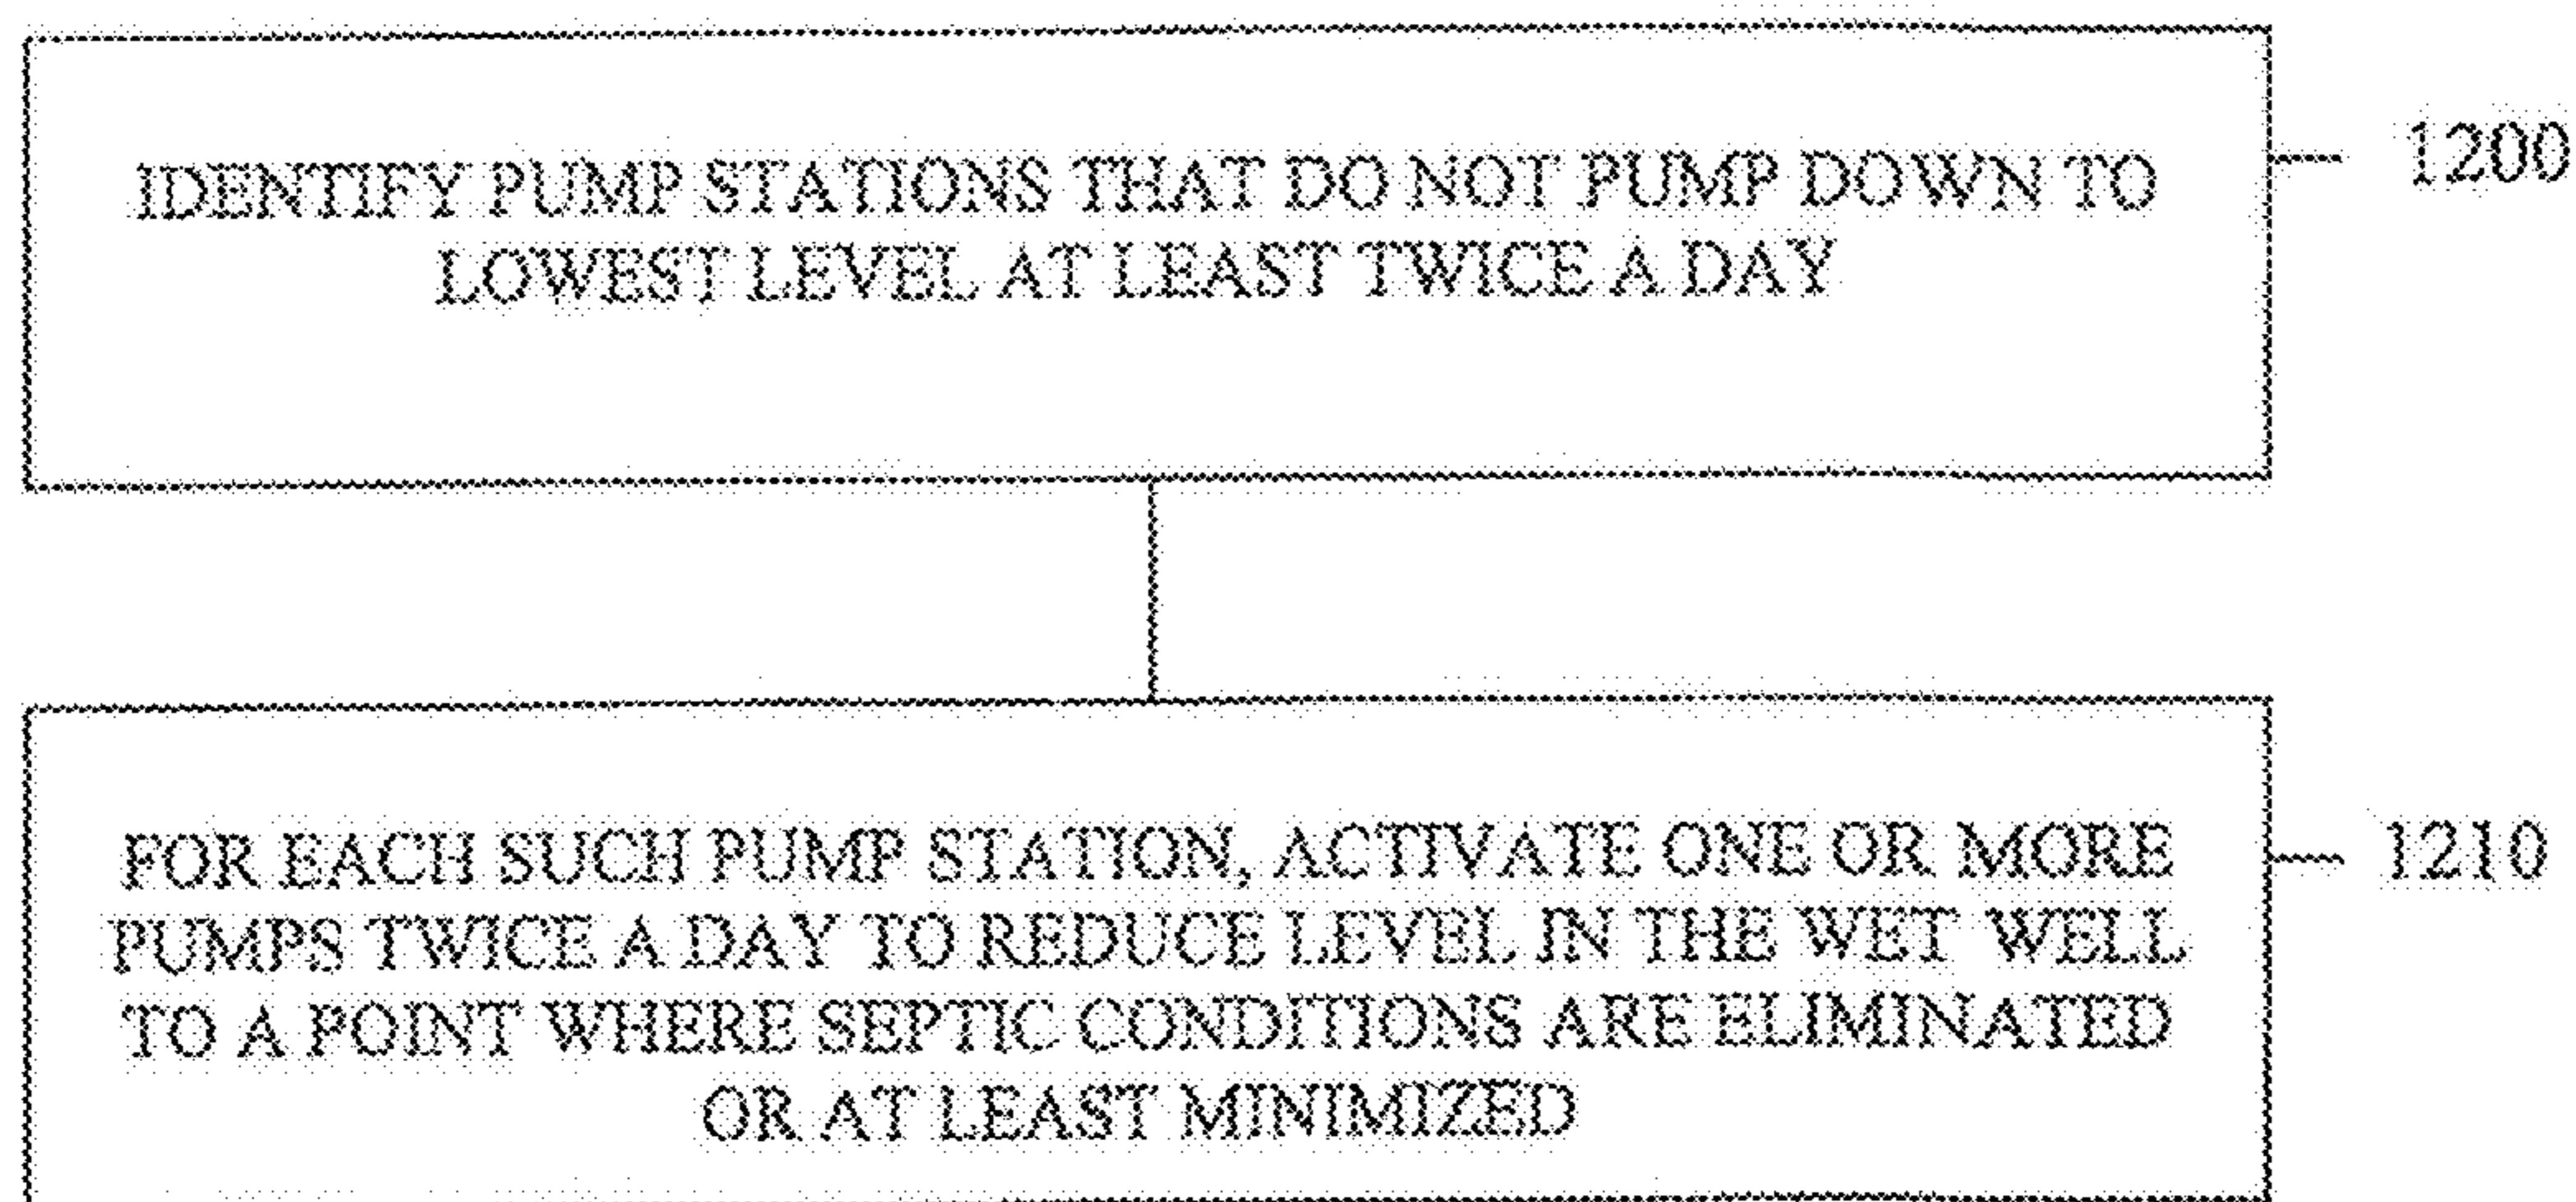 IDENTIFY PUMP STATIONS THAT DO NOT PUMP DOWN TO
LOWEST LEVEL AT LEAST TWICE A DAY
1200
FOR EACH SUCH PUMP STATION, ACTIVATE ONE OR MORE
PUMPS TWICE A DAY TO REDUCE LEVEL IN THE WET WELL
TO A POINT WHERE SEPTIC CONDITIONS ARE ELIMINATED
OR AT LEAST MINIMIZED
1210